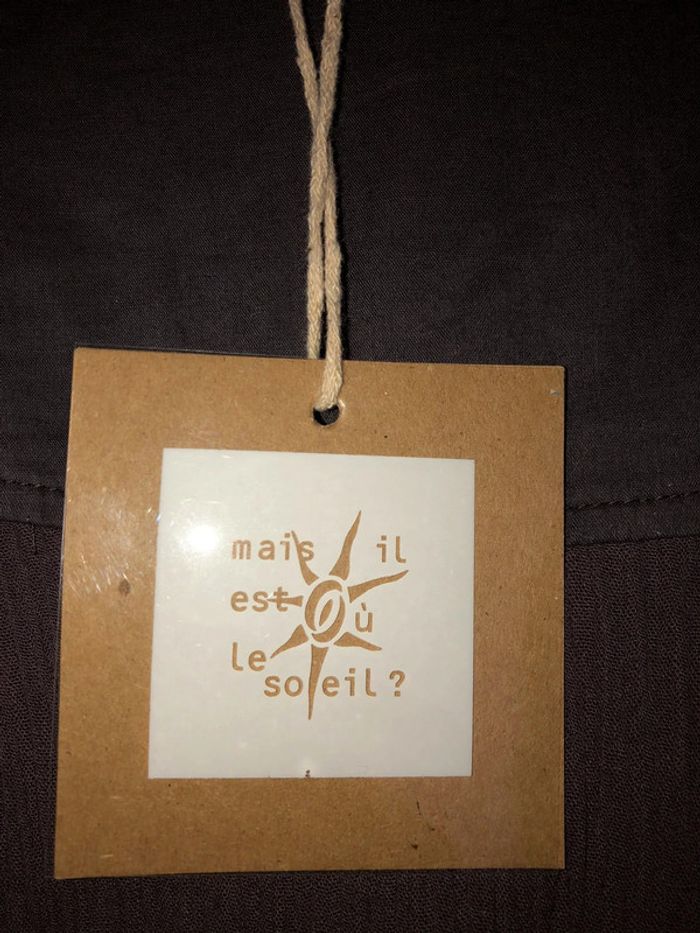 mais il
est Où
le
soleil ?